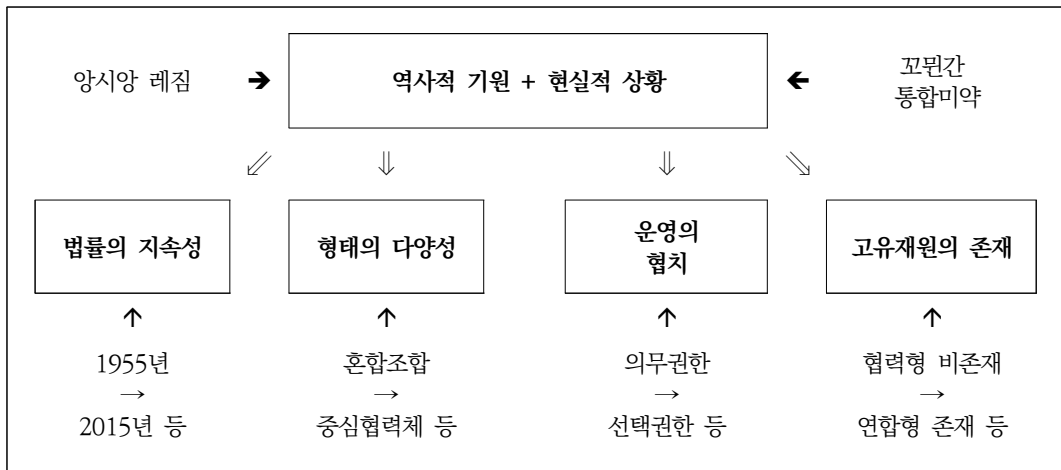 앙시앙 레짐
➔
역사적 기원 + 현실적 상황
←
꼬뮌간
통합미약
⇙ ⇓ ⇓ ⇘
법률의 지속성
형태의 다양성
운영의
협치
고유재원의 존재
↑ ↑ ↑ ↑
1955년
→
2015년 등
혼합조합
→
중심협력체 등
의무권한
→
선택권한 등
협력형 비존재
→
연합형 존재 등